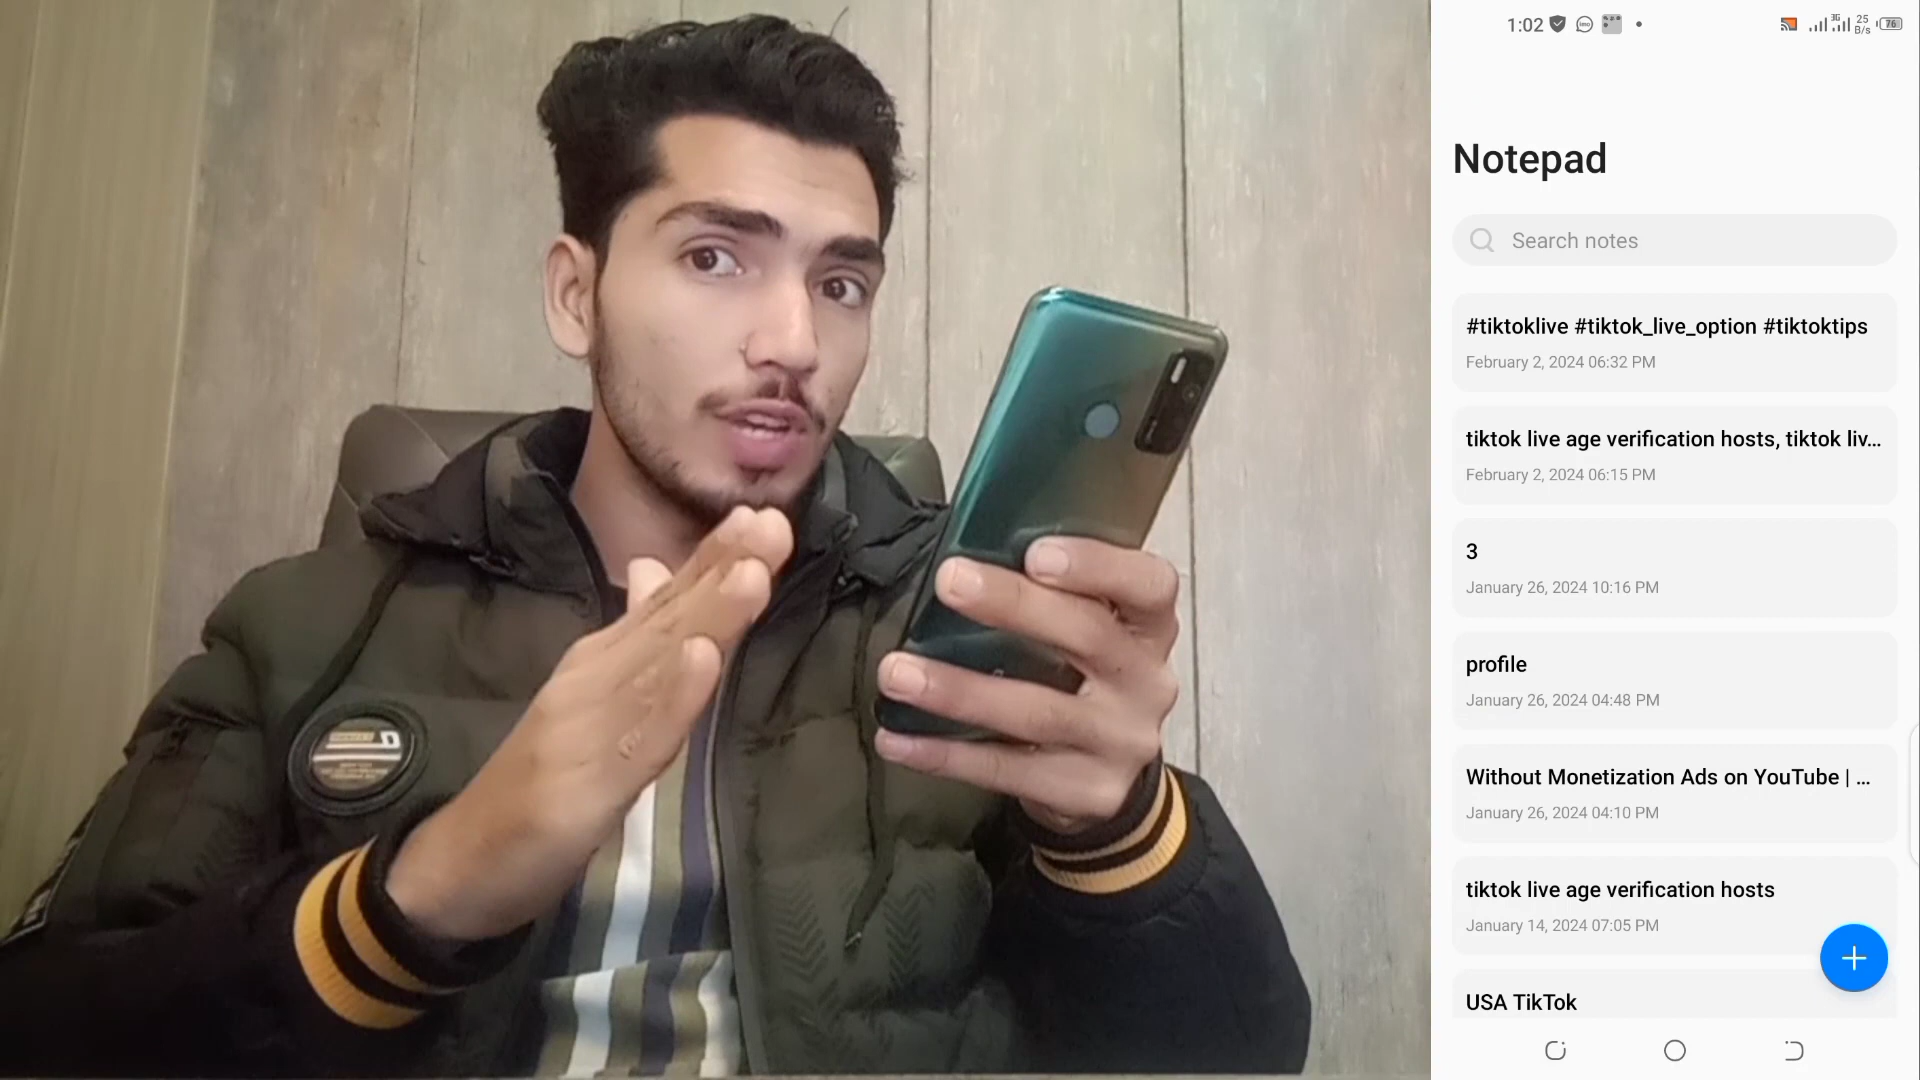 1:02
3G
25
B/s
76
Notepad
Search notes
#tiktoklive #tiktok_live_option #tiktoktips
February 2, 2024 06:32 PM
tiktok live age verification hosts, tiktok liv...
February 2, 2024 06:15 PM
3
January 26, 2024 10:16 PM
profile
January 26, 2024 04:48 PM
Without Monetization Ads on YouTube | ...
January 26, 2024 04:10 PM
tiktok live age verification hosts
January 14, 2024 07:05 PM
USA TikTok